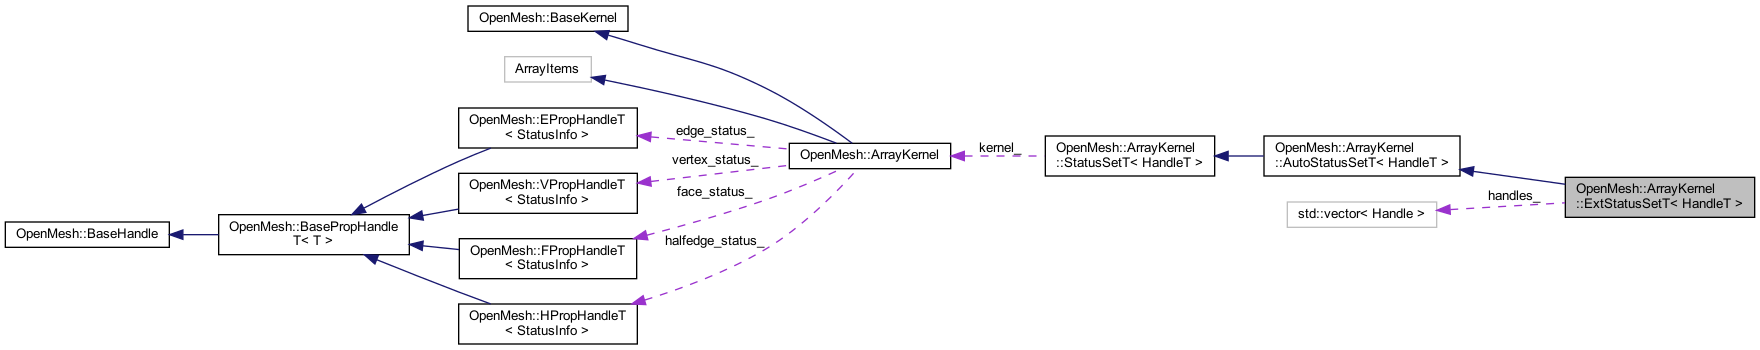 OpenMesh::BaseKernel
ArrayItems
OpenMesh::EPropHandleT
< StatusInfo >
edge_status_
OpenMesh::ArrayKernel
kernel_
OpenMesh::ArrayKernel
::StatusSetT< HandleT >
OpenMesh::ArrayKernel
::AutoStatusSetT< HandleT >
vertex_status_
OpenMesh::VPropHandleT
< StatusInfo >
face_status_
OpenMesh::ArrayKernel
::ExtStatusSetT< HandleT >
handles_
std::vector< Handle >
OpenMesh::BaseHandle
OpenMesh::BasePropHandle
T< T >
halfedge_status_
OpenMesh::FPropHandleT
< StatusInfo >
OpenMesh::HPropHandleT
< StatusInfo >